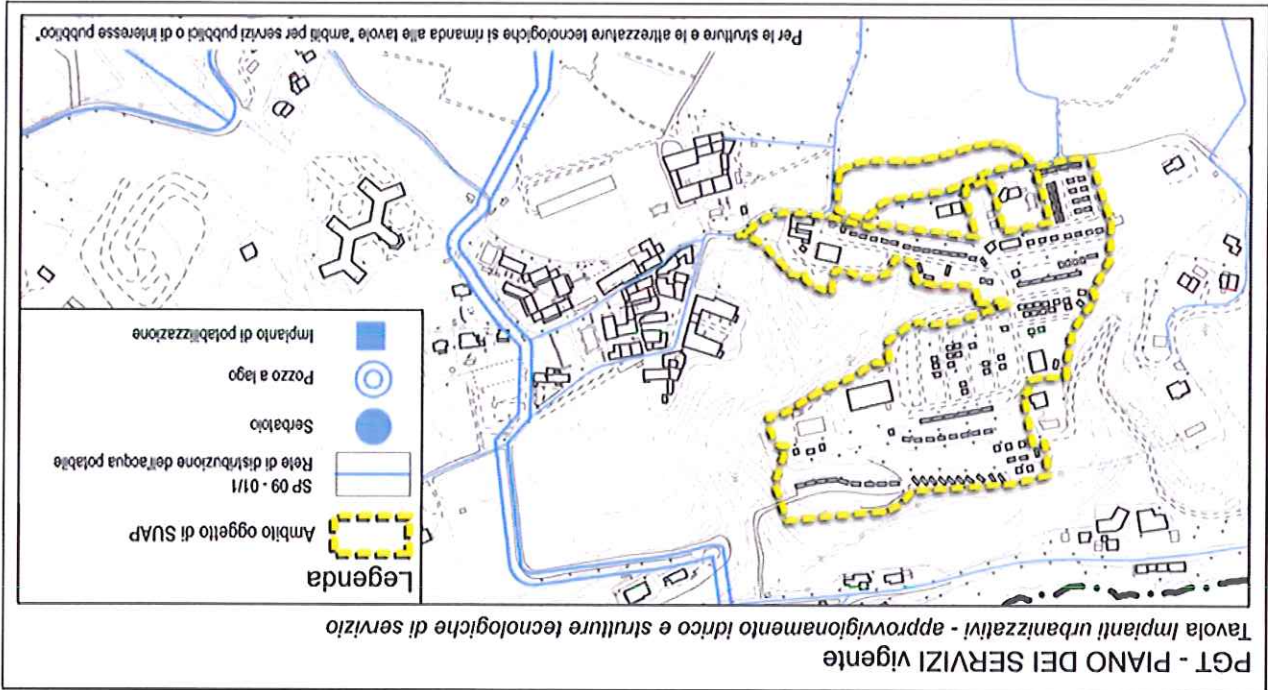 PGT - PIANO DEI SERVIZI vigente
Tavola Impianti urbanizzativi - approvvigionamento idrico e strutture tecnologiche di servizio
Legenda
Ambito oggetto di SUAP
SP 09 - 01/1
Rete di distribuzione dell'acqua potabile
Serbatoio
Pozzo a lago
Impianto di potabilizzazione
Per le strutture e le attrezzature tecnologiche si rimanda alle tavole "ambiti per servizi pubblici o di interesse pubblico"